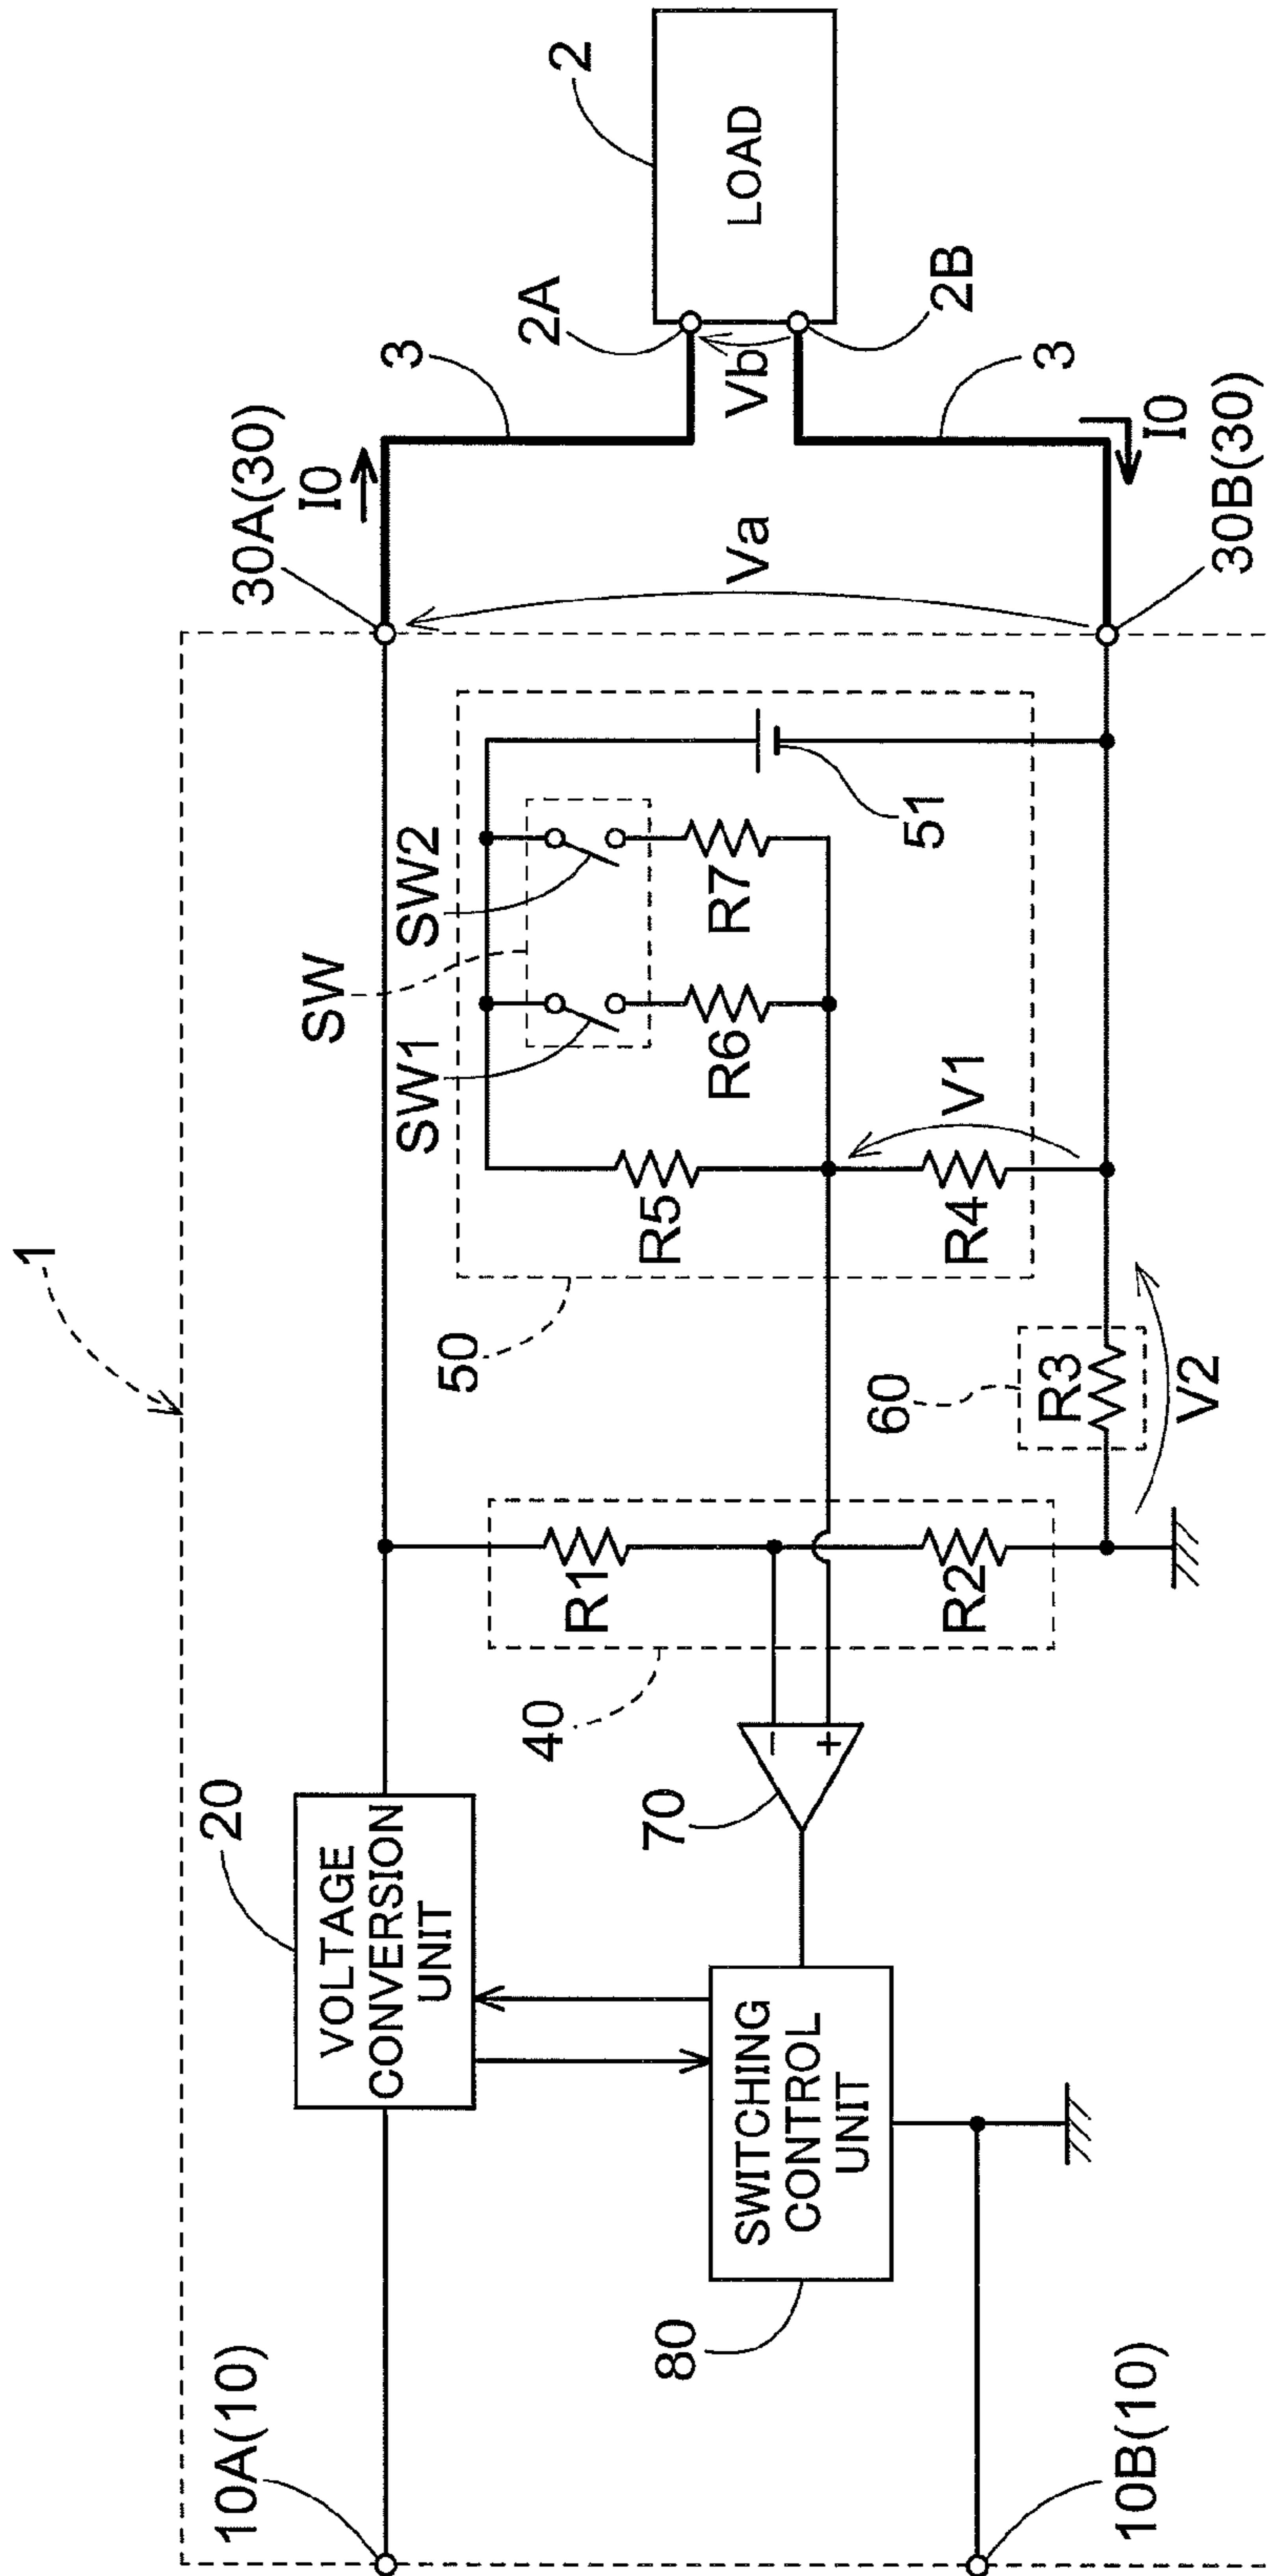 1
10A(10)
20
VOLTAGE
CONVERSION
UNIT
SW
SW1
SW2
30A(30)
I0
3
2A
2
LOAD
Vb
2B
3
I0
Va
30B(30)
50
R5
R6
R7
51
V1
R4
40
R1
R2
60
R3
V2
70
−
+
SWITCHING
CONTROL
UNIT
80
10B(10)